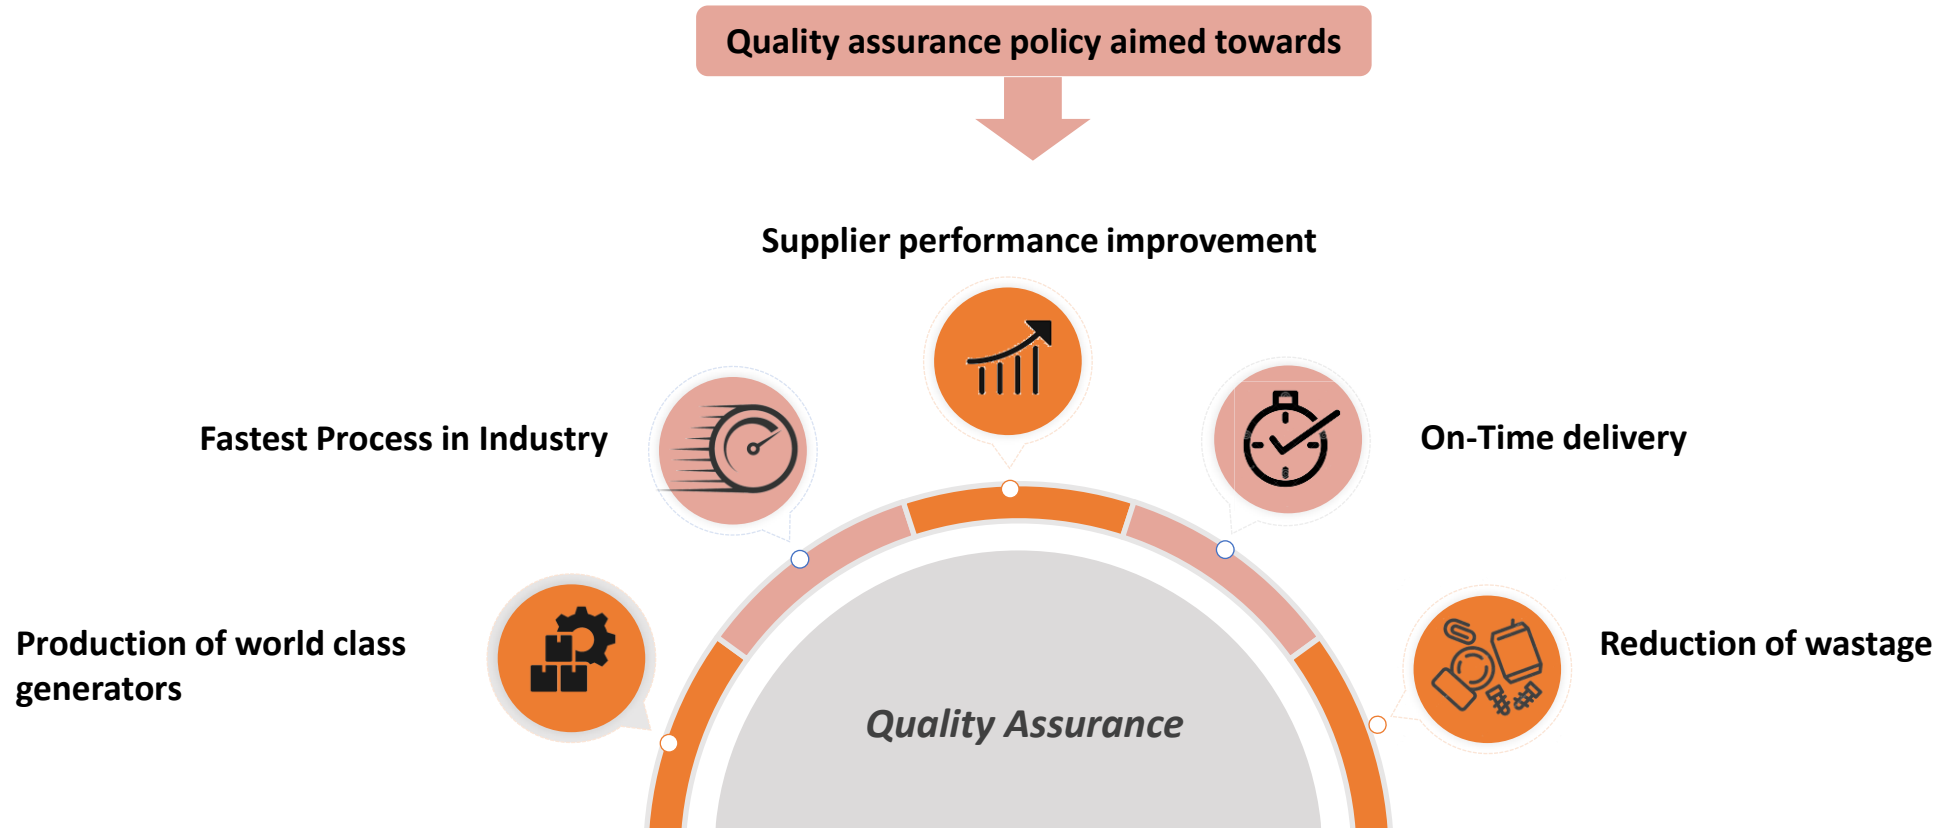 Quality assurance policy aimed towards
Supplier performance improvement
Fastest Process in Industry
On-Time delivery
Production of world class
generators
Reduction of wastage
Quality Assurance